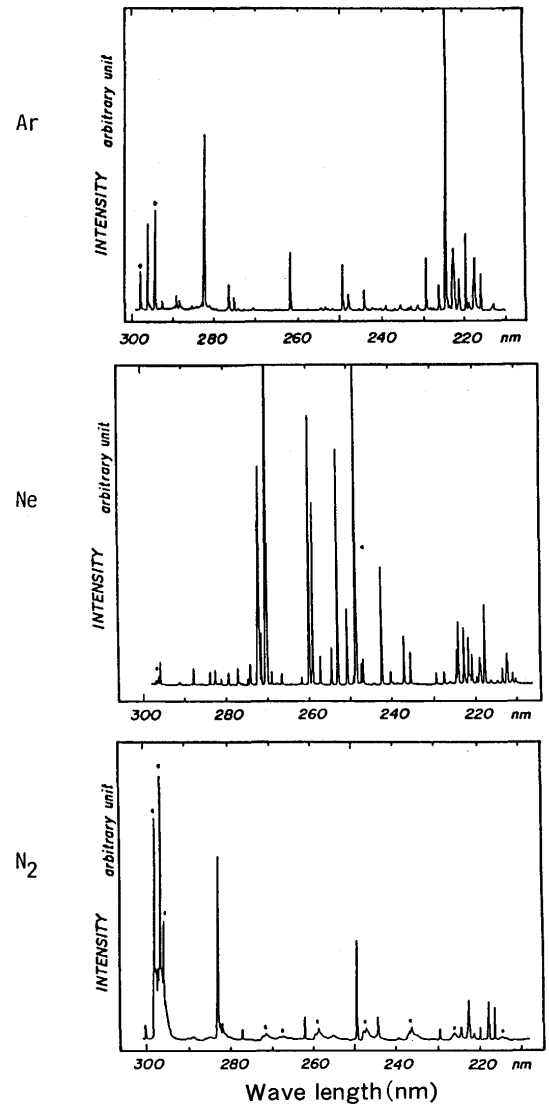 Ar
INTENSITY arbitrary unit
300 280 260 240 220 nm
Ne
INTENSITY arbitrary unit
300 280 260 240 220 nm
N2
INTENSITY arbitrary unit
300 280 260 240 220 nm
Wave length(nm)